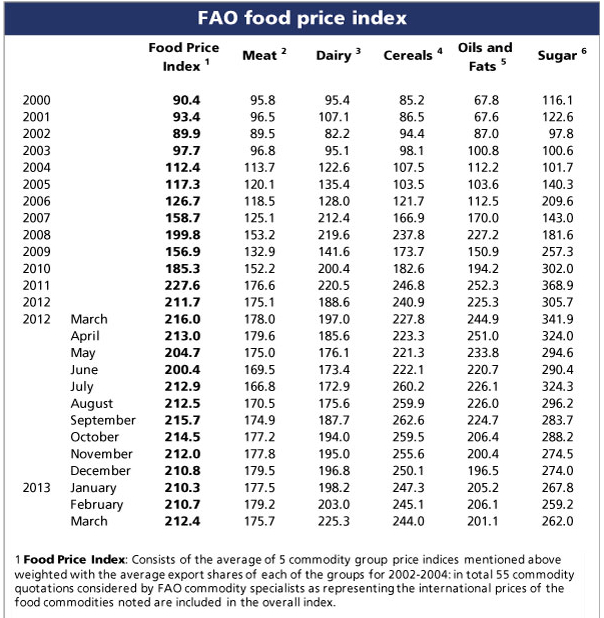 FAO food price index
Food Price Index 1 Meat 2 Dairy 3 Cereals 4 Oils and Fats 5 Sugar 6
2000 90.4 95.8 95.4 85.2 67.8 116.1
2001 93.4 96.5 107.1 86.5 67.6 122.6
2002 89.9 89.5 82.2 94.4 87.0 97.8
2003 97.7 96.8 95.1 98.1 100.8 100.6
2004 112.4 113.7 122.6 107.5 112.2 101.7
2005 117.3 120.1 135.4 103.5 103.6 140.3
2006 126.7 118.5 128.0 121.7 112.5 209.6
2007 158.7 125.1 212.4 166.9 170.0 143.0
2008 199.8 153.2 219.6 237.8 227.2 181.6
2009 156.9 132.9 141.6 173.7 150.9 257.3
2010 185.3 152.2 200.4 182.6 194.2 302.0
2011 227.6 176.6 220.5 246.8 252.3 368.9
2012 211.7 175.1 188.6 240.9 225.3 305.7
2012 March 216.0 178.0 197.0 227.8 244.9 341.9
April 213.0 179.6 185.6 223.3 251.0 324.0
May 204.7 175.0 176.1 221.3 233.8 294.6
June 200.4 169.5 173.4 222.1 220.7 290.4
July 212.9 166.8 172.9 260.2 226.1 324.3
August 212.5 170.5 175.6 259.9 226.0 296.2
September 215.7 174.9 187.7 262.6 224.7 283.7
October 214.5 177.2 194.0 259.5 206.4 288.2
November 212.0 177.8 195.0 255.6 200.4 274.5
December 210.8 179.5 196.8 250.1 196.5 274.0
2013 January 210.3 177.5 198.2 247.3 205.2 267.8
February 210.7 179.2 203.0 245.1 206.1 259.2
March 212.4 175.7 225.3 244.0 201.1 262.0
1 Food Price Index: Consists of the average of 5 commodity group price indices mentioned above
weighted with the average export shares of each of the groups for 2002-2004: in total 55 commodity
quotations considered by FAO commodity specialists as representing the international prices of the
food commodities noted are included in the overall index.